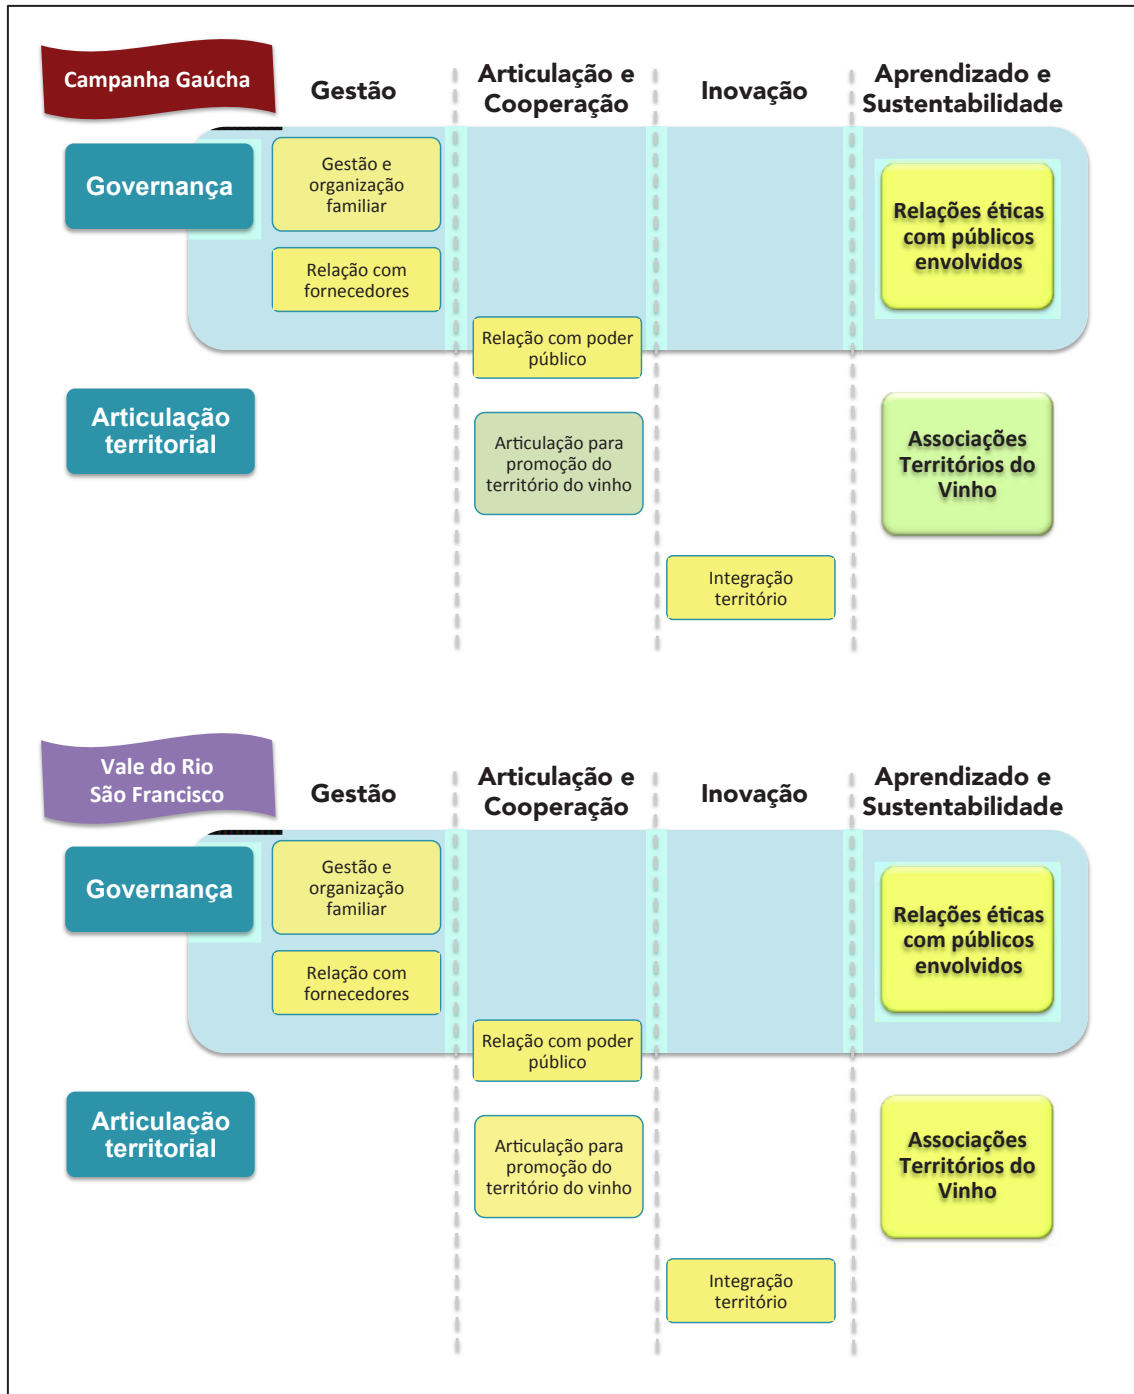 Campanha Gaúcha
Gestão
Articulação e
Cooperação
Inovação
Aprendizado e
Sustentabilidade
Governança
Gestão e
organização
familiar
Relação com
fornecedores
Relações éticas
com públicos
envolvidos
Relação com poder
público
Articulação
territorial
Articulação para
promoção do
território do vinho
Associações
Territórios do
Vinho
Integração
território
Vale do Rio
São Francisco
Gestão
Articulação e
Cooperação
Inovação
Aprendizado e
Sustentabilidade
Governança
Gestão e
organização
familiar
Relação com
fornecedores
Relações éticas
com públicos
envolvidos
Relação com poder
público
Articulação
territorial
Articulação para
promoção do
território do vinho
Associações
Territórios do
Vinho
Integração
território